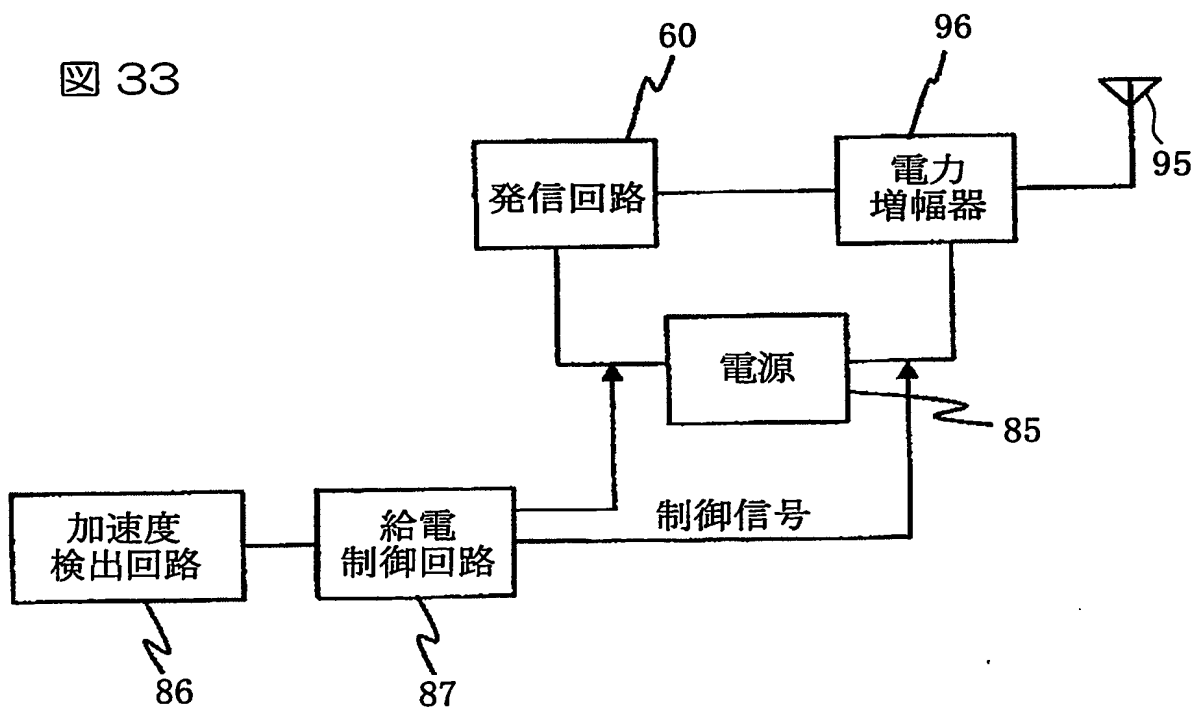 図 33
60
96
95
発信回路
電力
増幅器
電源
85
加速度
検出回路
給電
制御回路
制御信号
86
87